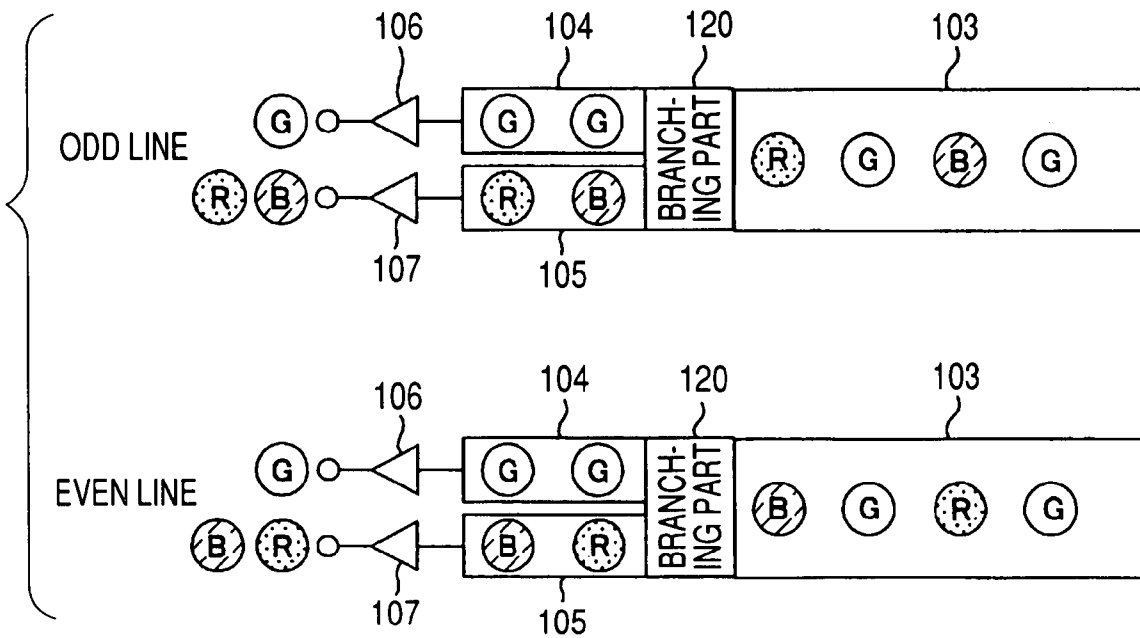 106 104 120 103
G G G R G B G
ODD LINE
BRANCH-
ING PART
R B R B
107 105
106 104 120 103
G G G B G R G
EVEN LINE
BRANCH-
ING PART
B R B R
107 105